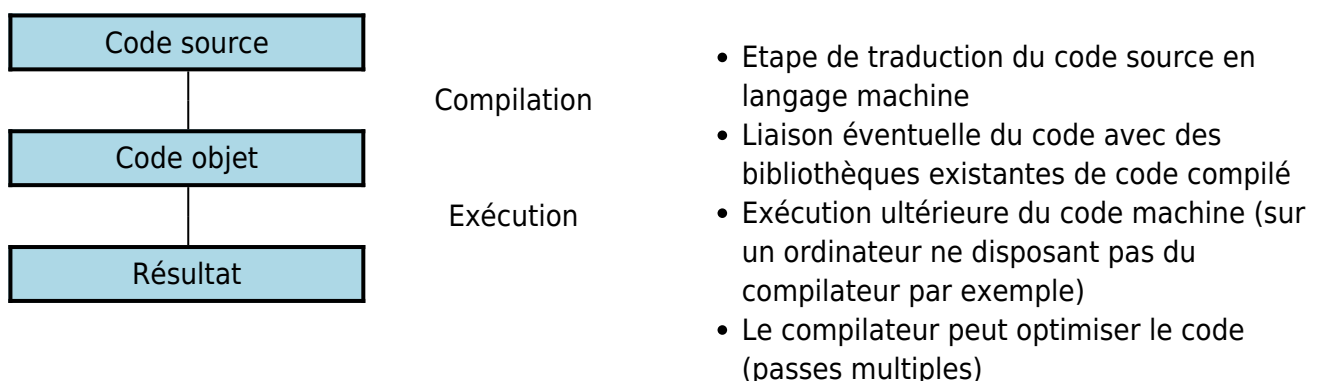 Code source
Compilation
Code objet
Exécution
Résultat
• Etape de traduction du code source en
langage machine
• Liaison éventuelle du code avec des
bibliothèques existantes de code compilé
• Exécution ultérieure du code machine (sur
un ordinateur ne disposant pas du
compilateur par exemple)
• Le compilateur peut optimiser le code
(passes multiples)